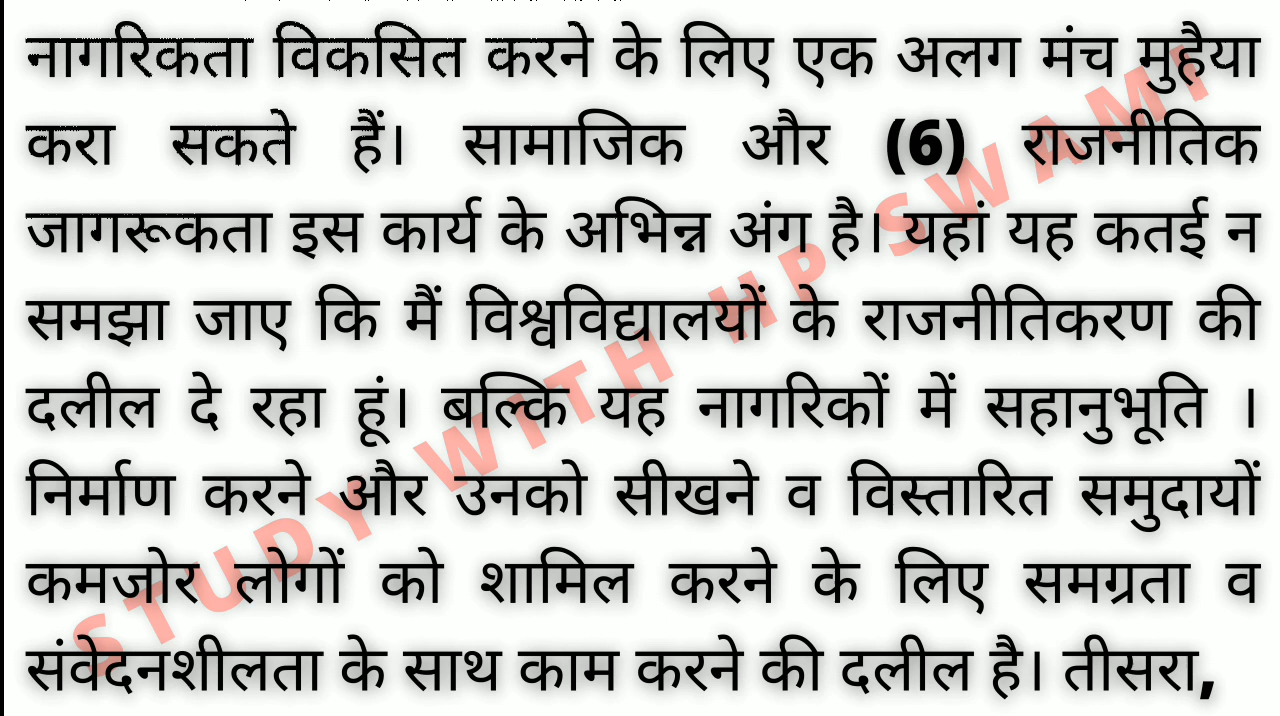 नागरिकता विकसित करने के लिए एक अलग मंच मुहैया
करा सकते हैं। सामाजिक और (6) राजनीतिक
जागरूकता इस कार्य के अभिन्न अंग है। यहां यह कतई न
समझा जाए कि मैं विश्वविद्यालयों के राजनीतिकरण की
दलील दे रहा हूं। बल्कि यह नागरिकों में सहानुभूति ।
निर्माण करने और उनको सीखने व विस्तारित समुदायों
कमजोर लोगों को शामिल करने के लिए समग्रता व
संवेदनशीलता के साथ काम करने की दलील है। तीसरा,
STUDY WITH HP SWAMI